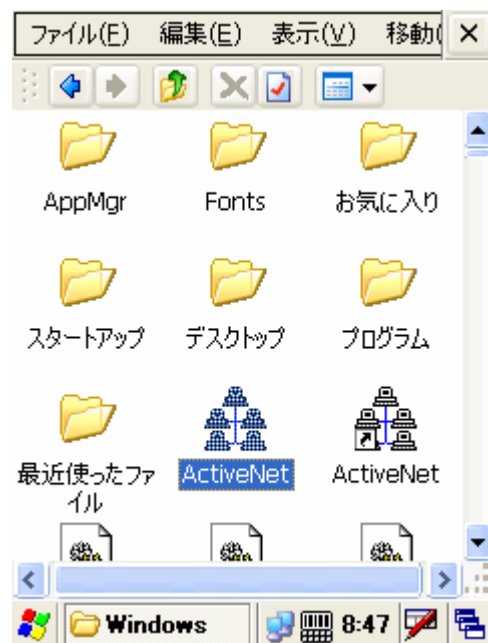 ファイル(F) 編集(E) 表示(V) 移動(
AppMgr Fonts お気に入り
スタートアップ デスクトップ プログラム
最近使ったファイル ActiveNet ActiveNet
Windows 8:47